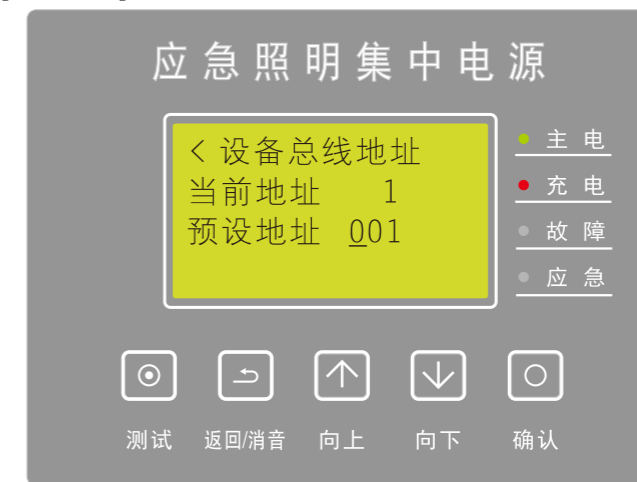 应急照明集中电源
< 设备总线地址
当前地址 1
预设地址 001
主电
充电
故障
应急
测试 返回/消音 向上 向下 确认